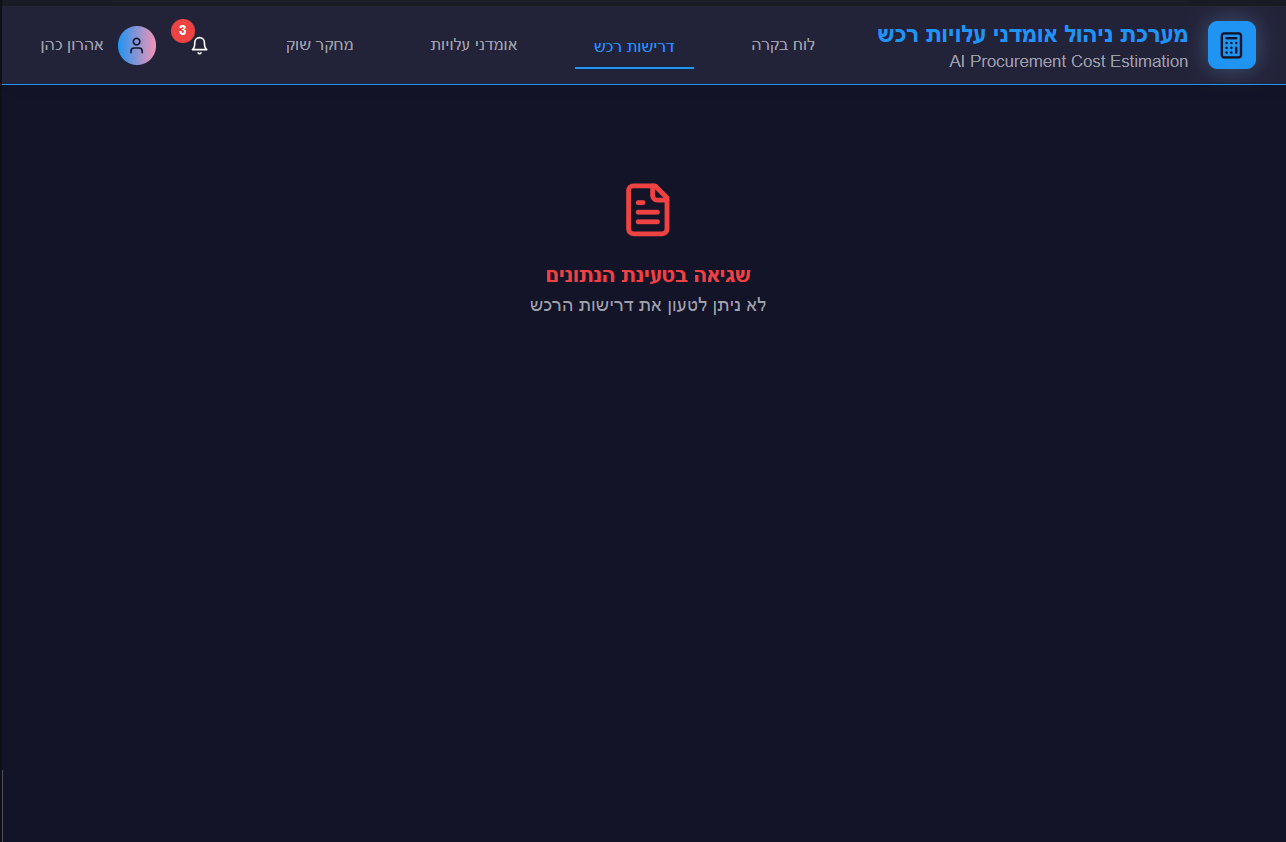 מערכת ניהול אומדני עלויות רכש
AI Procurement Cost Estimation
לוח בקרה
דרישות רכש
אומדני עלויות
מחקר שוק
3
אהרון כהן
שגיאה בטעינת הנתונים
לא ניתן לטעון את דרישות הרכש